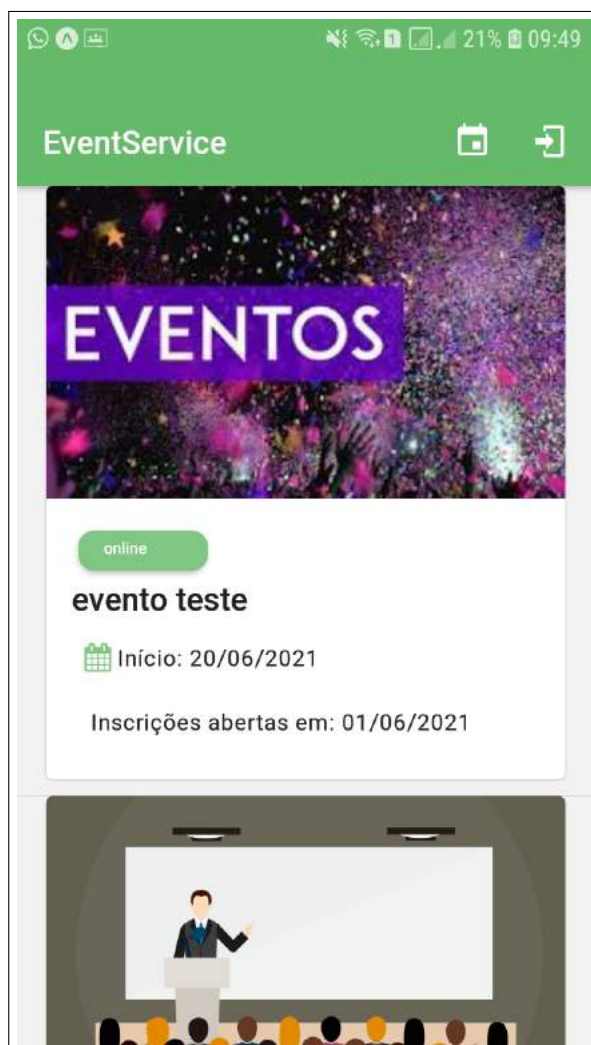 21% 09:49
EventService
EVENTOS
online
evento teste
Início: 20/06/2021
Inscrições abertas em: 01/06/2021